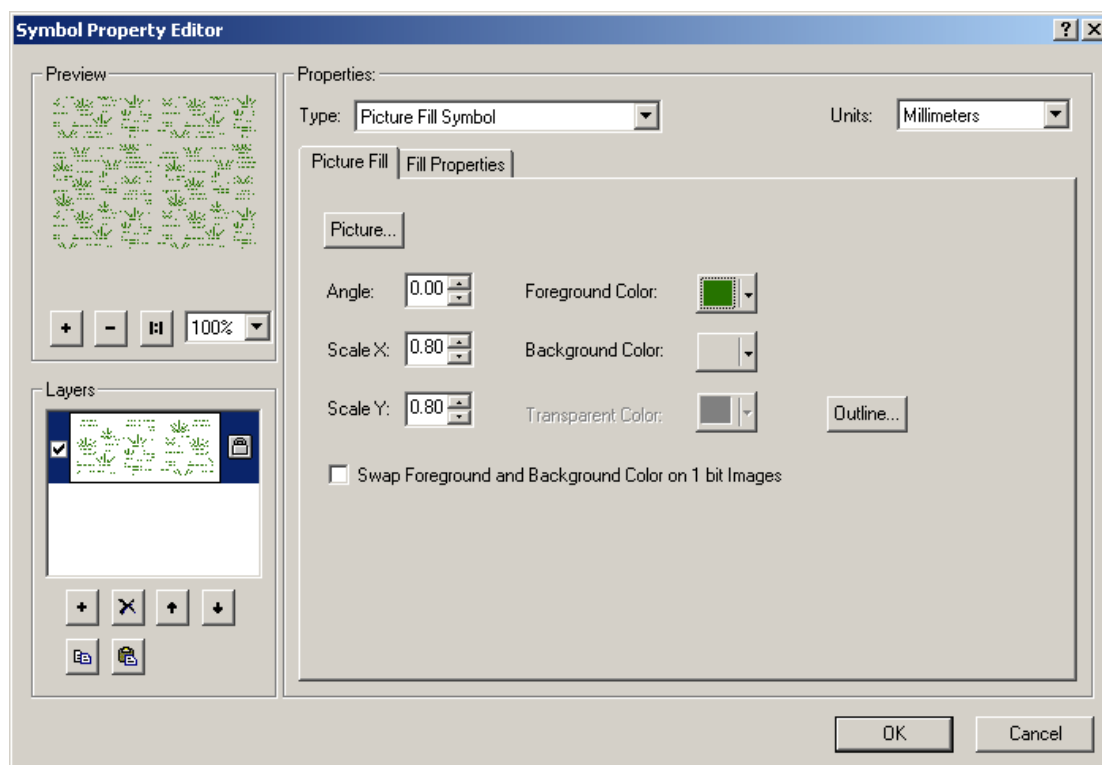 Symbol Property Editor
Preview
100%
Layers
Properties:
Type: Picture Fill Symbol
Units: Millimeters
Picture Fill
Fill Properties
Picture...
Angle: 0.00
Foreground Color:
Scale X: 0.80
Background Color:
Scale Y: 0.80
Transparent Color:
Outline...
Swap Foreground and Background Color on 1 bit Images
OK
Cancel